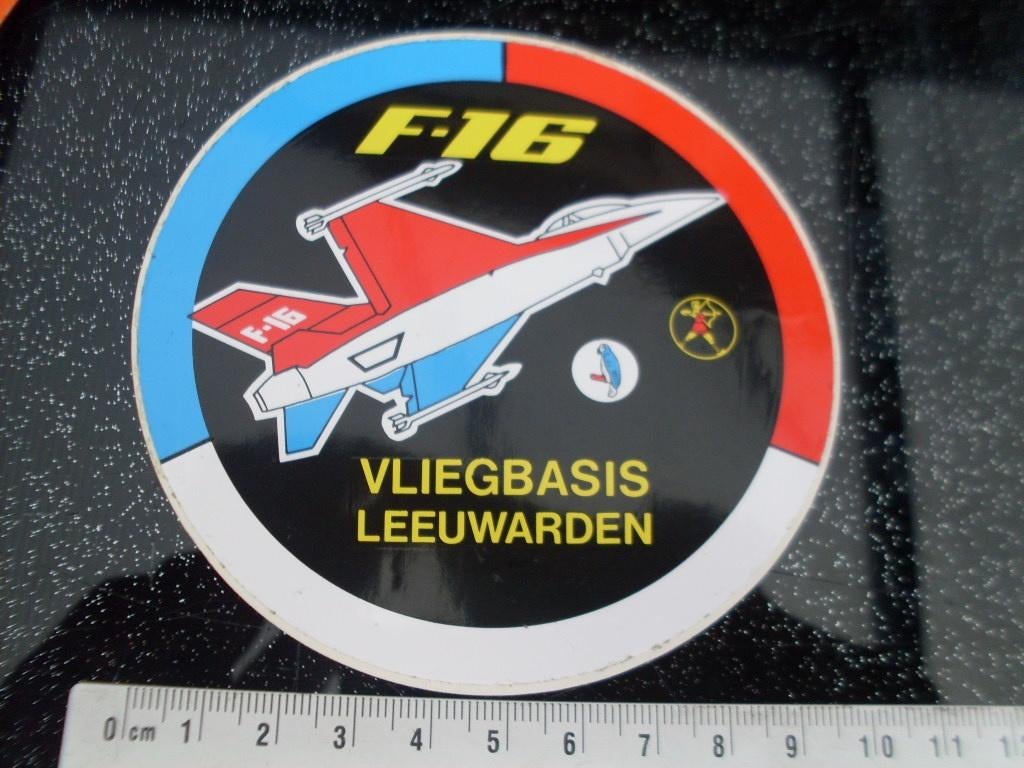 F-16
F-16
VLIEGBASIS
LEEUWARDEN
0 cm 1 2 3 4 5 6 7 8 9 10 11